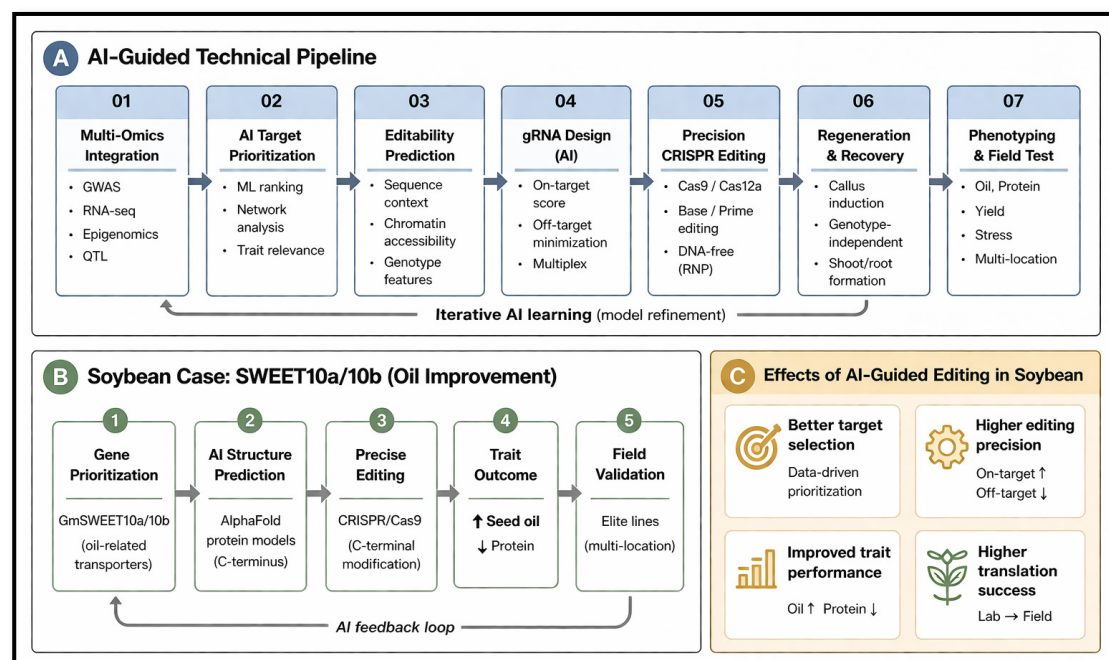 A AI-Guided Technical Pipeline
01
Multi-Omics
Integration
• GWAS
• RNA-seq
• Epigenomics
• QTL
02
AI Target
Prioritization
• ML ranking
• Network
analysis
• Trait relevance
03
Editability
Prediction
• Sequence
context
• Chromatin
accessibility
• Genotype
features
04
gRNA Design
(AI)
• On-target
score
• Off-target
minimization
• Multiplex
05
Precision
CRISPR Editing
• Cas9 / Cas12a
• Base / Prime
editing
• DNA-free
(RNP)
06
Regeneration
& Recovery
• Callus
induction
• Genotype-
independent
• Shoot/root
formation
07
Phenotyping
& Field Test
• Oil, Protein
• Yield
• Stress
• Multi-location
Iterative AI learning (model refinement)
B Soybean Case: SWEET10a/10b (Oil Improvement)
1
Gene
Prioritization
GmSWEET10a/10b
(oil-related
transporters)
2
AI Structure
Prediction
AlphaFold
protein models
(C-terminus)
3
Precise
Editing
CRISPR/Cas9
(C-terminal
modification)
4
Trait
Outcome
↑ Seed oil
↓ Protein
5
Field
Validation
Elite lines
(multi-location)
AI feedback loop
C Effects of AI-Guided Editing in Soybean
Better target
selection
Data-driven
prioritization
Higher editing
precision
On-target ↑
Off-target ↓
Improved trait
performance
Oil ↑ Protein ↓
Higher
translation
success
Lab → Field